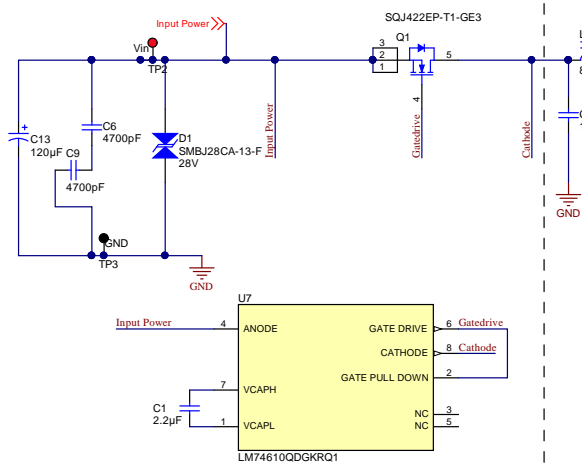 SQJ422EP-T1-GE3
Input Power
Q1
Vin
TP2
3
2
1
5
4
C13
120µF
C6
4700pF
C9
4700pF
D1
SMBJ28CA-13-F
28V
Input Power
Gatedrive
Cathode
GND
TP3
GND
GND
U7
Input Power
4
ANODE
GATE DRIVE
6
Gatedrive
CATHODE
8
Cathode
GATE PULL DOWN
2
7
VCAPH
C1
2.2µF
1
VCAPL
NC
3
NC
5
LM74610QDGKRQ1